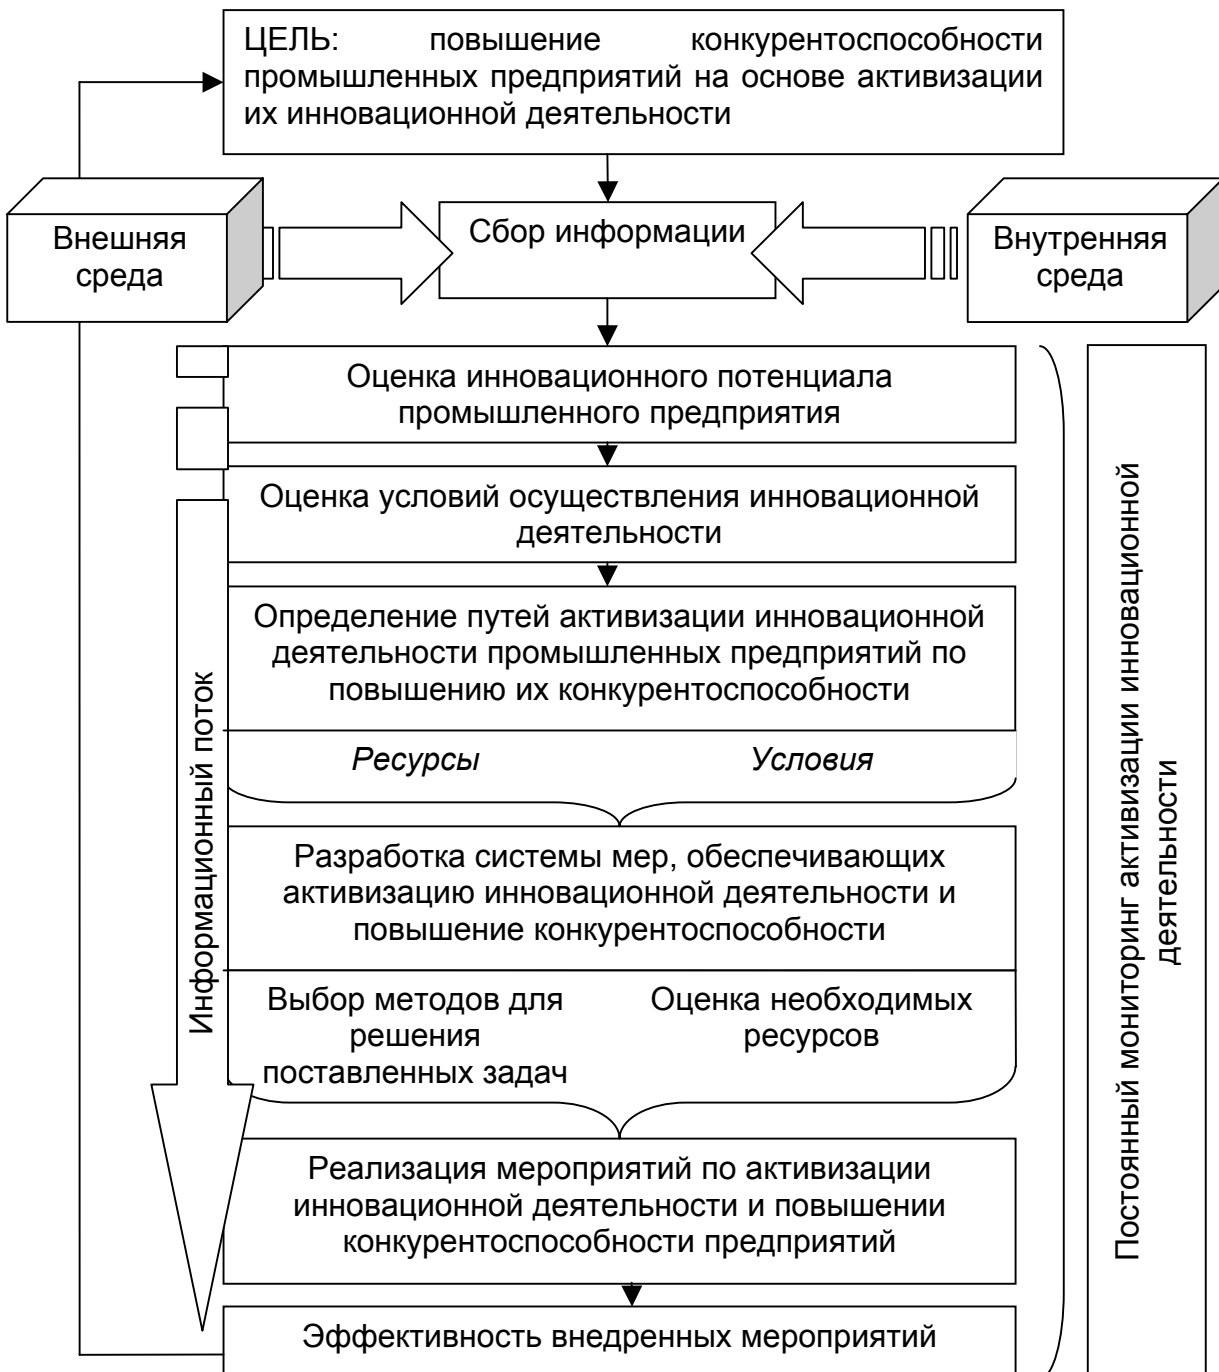 ЦЕЛЬ: повышение конкурентоспособности
промышленных предприятий на основе активизации
их инновационной деятельности
Внешняя
среда
Сбор информации
Внутренняя
среда
Оценка инновационного потенциала
промышленного предприятия
Оценка условий осуществления инновационной
деятельности
Определение путей активизации инновационной
деятельности промышленных предприятий по
повышению их конкурентоспособности
Ресурсы
Условия
Разработка системы мер, обеспечивающих
активизацию инновационной деятельности и
повышение конкурентоспособности
Выбор методов для
решения
поставленных задач
Оценка необходимых
ресурсов
Реализация мероприятий по активизации
инновационной деятельности и повышении
конкурентоспособности предприятий
Эффективность внедренных мероприятий
Информационный поток
Постоянный мониторинг активизации инновационной
деятельности